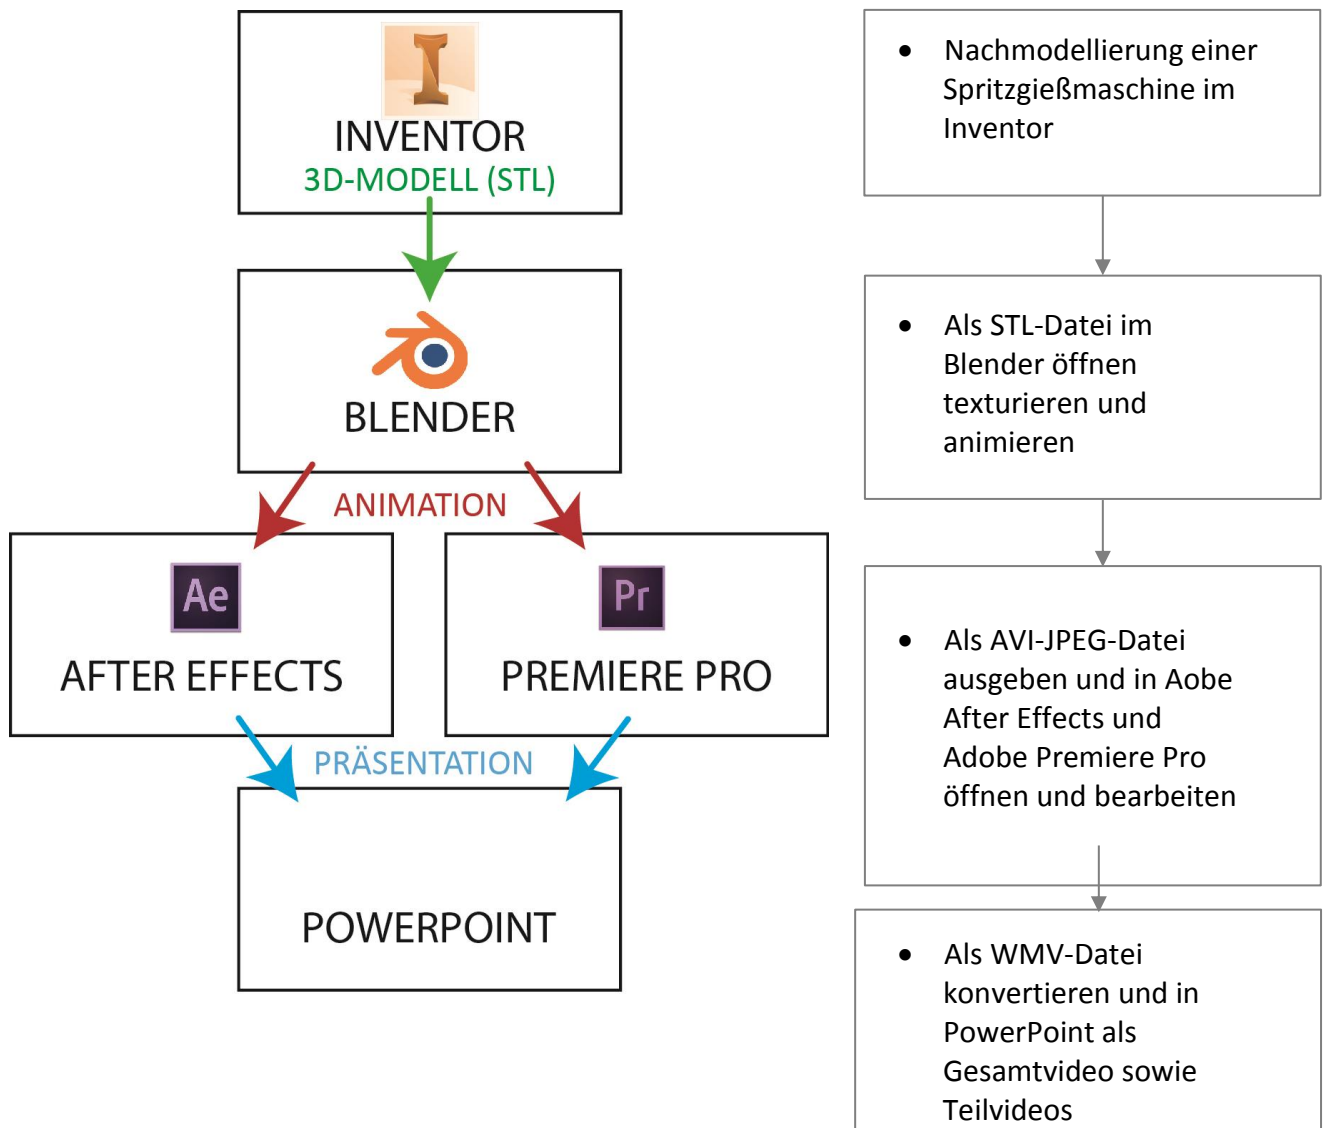 INVENTOR
3D-MODELL (STL)
BLENDER
ANIMATION
Ae
AFTER EFFECTS
Pr
PREMIERE PRO
PRÄSENTATION
POWERPOINT
• Nachmodellierung einer
Spritzgießmaschine im
Inventor
• Als STL-Datei im
Blender öffnen
texturieren und
animieren
• Als AVI-JPEG-Datei
ausgeben und in Aobe
After Effects und
Adobe Premiere Pro
öffnen und bearbeiten
• Als WMV-Datei
konvertieren und in
PowerPoint als
Gesamtvideo sowie
Teilvideos